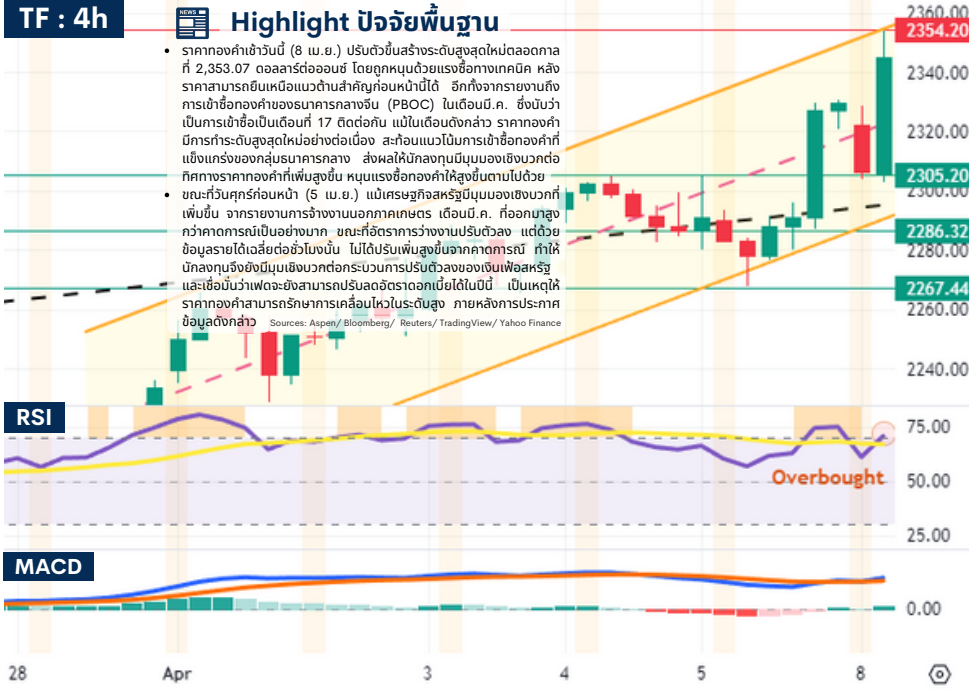 TF : 4h
Highlight ปัจจัยพื้นฐาน
NEWS
• ราคาทองคำเช้าวันนี้ (8 เม.ย.) ปรับตัวขึ้นสร้างระดับสูงสุดใหม่ตลอดกาล
ที่ 2,353.07 ดอลลาร์ต่อออนซ์ โดยถูกหนุนด้วยแรงซื้อทางเทคนิค หลัง
ราคาสามารถยืนเหนือแนวต้านสำคัญก่อนหน้านี้ได้ อีกทั้งจากรายงานถึง
การเข้าซื้อทองคำของธนาคารกลางจีน (PBOC) ในเดือนมี.ค. ซึ่งนับว่า
เป็นการเข้าซื้อเป็นเดือนที่ 17 ติดต่อกัน แม้ในเดือนดังกล่าว ราคาทองคำ
มีการทำระดับสูงสุดใหม่อย่างต่อเนื่อง สะท้อนแนวโน้มการเข้าซื้อทองคำที่
แข็งแกร่งของกลุ่มธนาคารกลาง ส่งผลให้นักลงทุนมีมุมมองเชิงบวกต่อ
ทิศทางราคาทองคำที่เพิ่มสูงขึ้น หนุนแรงซื้อทองคำให้สูงขึ้นตามไปด้วย
• ขณะที่วันศุกร์ก่อนหน้า (5 เม.ย.) แม้เศรษฐกิจสหรัฐมีมุมมองเชิงบวกที่
เพิ่มขึ้น จากรายงานการจ้างงานนอกภาคเกษตร เดือนมี.ค. ที่ออกมาสูง
กว่าคาดการณ์เป็นอย่างมาก ขณะที่อัตราการว่างงานปรับตัวลง แต่ด้วย
ข้อมูลรายได้เฉลี่ยต่อชั่วโมงนั้น ไม่ได้ปรับเพิ่มสูงขึ้นจากคาดการณ์ ทำให้
นักลงทุนจึงยังมีมุมเชิงบวกต่อกระบวนการปรับตัวลงของเงินเฟ้อสหรัฐ
และเชื่อมั่นว่าเฟดจะยังสามารถปรับลดอัตราดอกเบี้ยได้ในปีนี้ เป็นเหตุให้
ราคาทองคำสามารถรักษาการเคลื่อนไหวในระดับสูง ภายหลังการประกาศ
ข้อมูลดังกล่าว Sources: Aspen/ Bloomberg/ Reuters/ TradingView/ Yahoo Finance
2360.00
2354.20
2340.00
2320.00
2305.20
2300.00
2286.32
2280.00
2267.44
2260.00
2240.00
RSI
75.00
Overbought
50.00
25.00
MACD
0.00
28 Apr 3 4 5 8